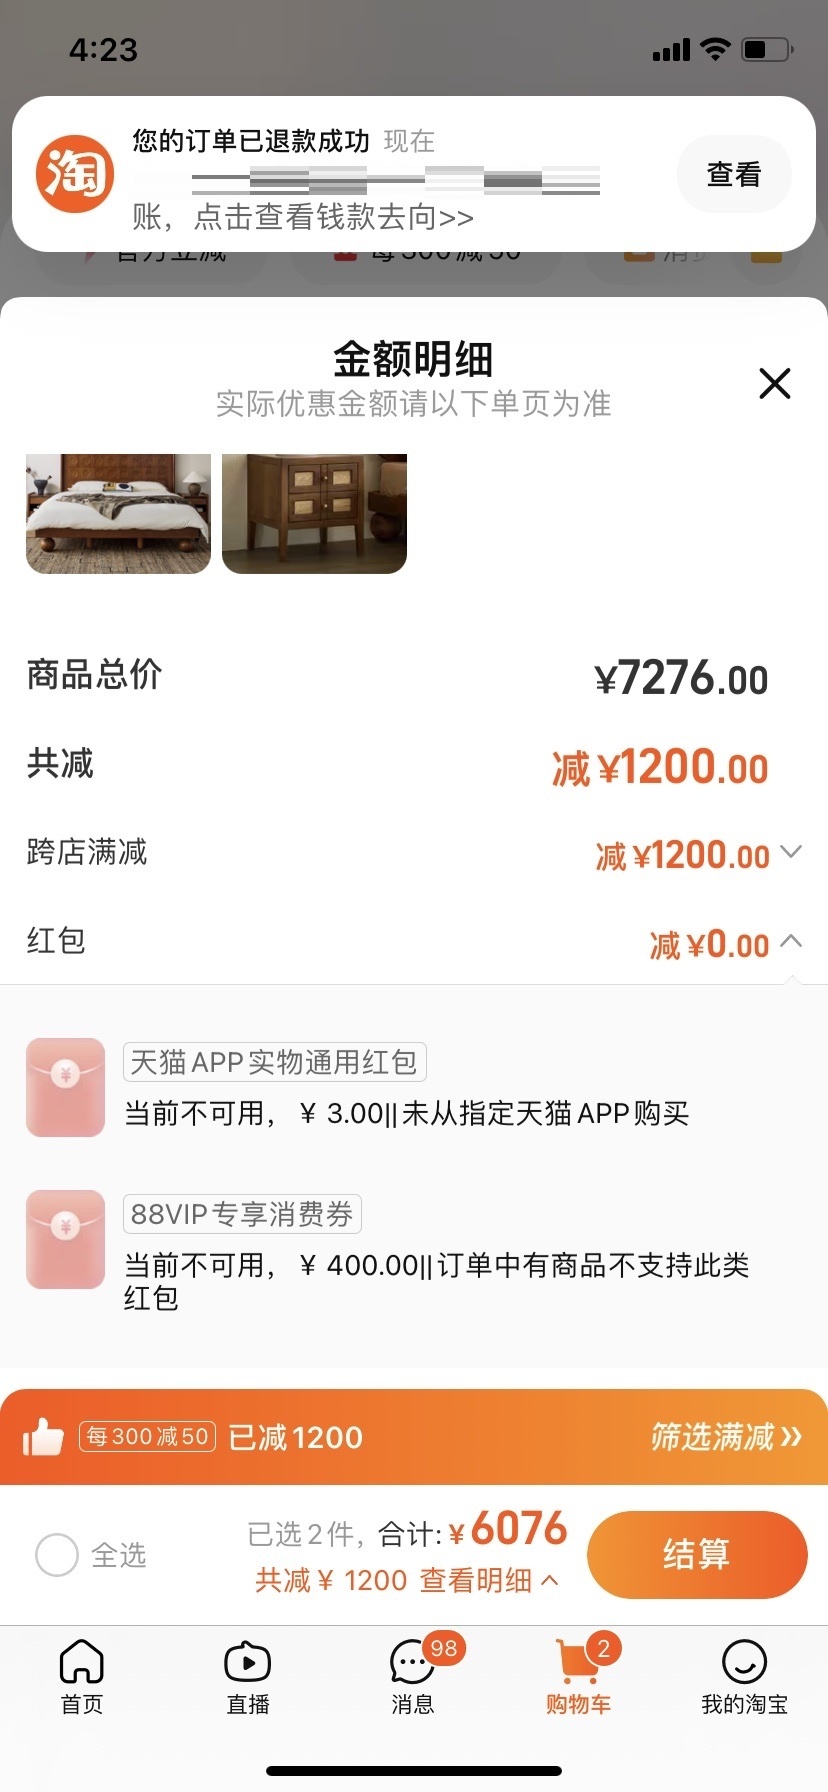 4:23
淘
您的订单已退款成功 现在
账，点击查看钱款去向>>
查看
官方立减
每300减50
消费
金额明细
实际优惠金额请以下单页为准
商品总价
¥7276.00
共减
减 ¥1200.00
跨店满减
减 ¥1200.00
红包
减 ¥0.00
天猫APP实物通用红包
当前不可用， ¥ 3.00||未从指定天猫APP购买
88VIP专享消费券
当前不可用， ¥ 400.00||订单中有商品不支持此类
红包
每300减50 已减1200
筛选满减
全选
已选2件，合计:¥6076
共减¥ 1200 查看明细
结算
98
2
首页
直播
消息
购物车
我的淘宝